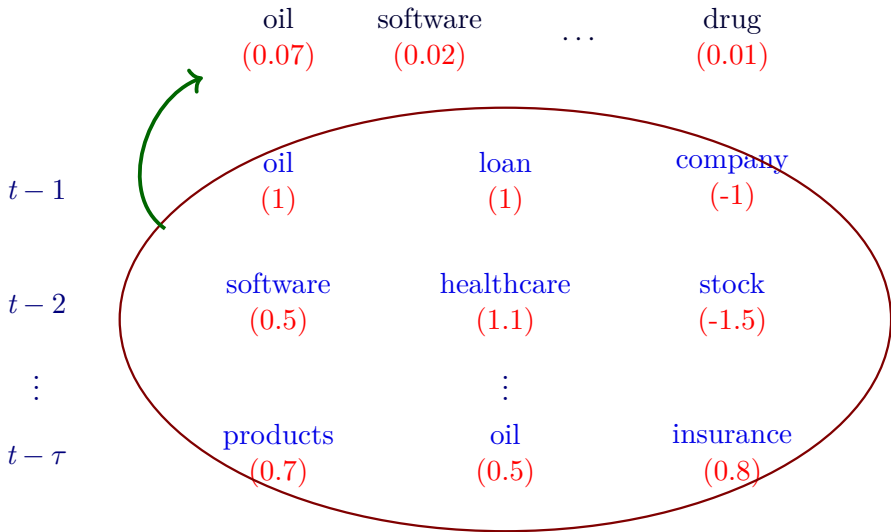 oil software … drug
(0.07) (0.02) (0.01)
t − 1 oil loan company
(1) (1) (-1)
t − 2 software healthcare stock
(0.5) (1.1) (-1.5)
⋮ ⋮
t − τ products oil insurance
(0.7) (0.5) (0.8)